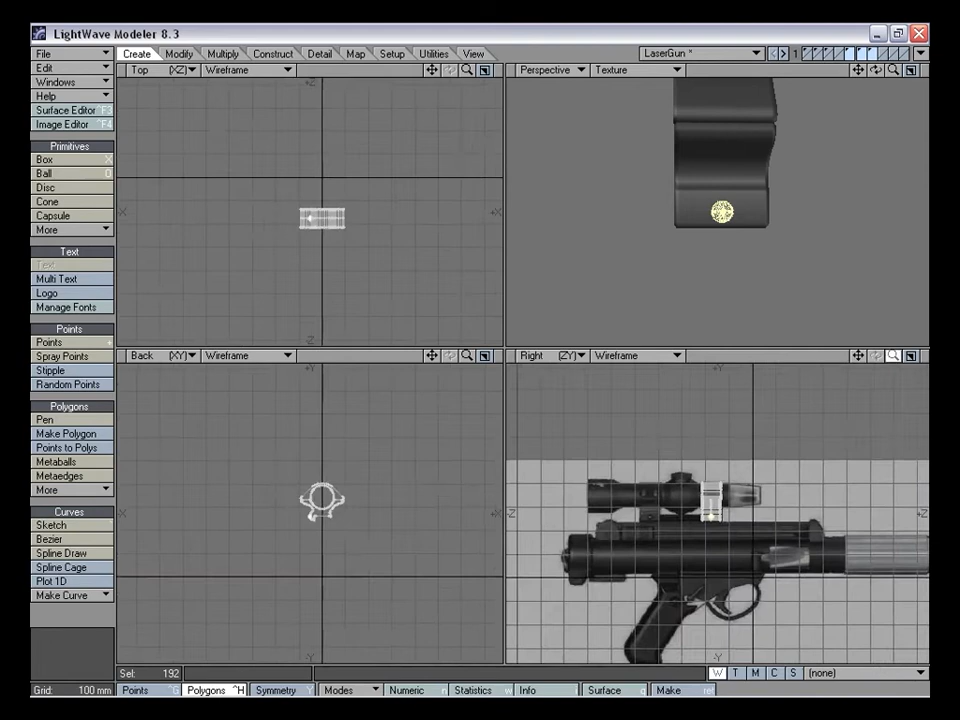 LightWave Modeler 8.3
File Create Modify Multiply Construct Detail Map Setup Utilities View LaserGun * 1
Edit Top (XZ) Wireframe Perspective Texture
Windows
Help
Surface Editor ^F3
Image Editor ^F4
Primitives
Box X
Ball O
Disc
Cone
Capsule
More
Text
Text
Multi Text
Logo
Manage Fonts
Points
Points +
Spray Points Back (XY) Wireframe Right (ZY) Wireframe
Stipple
Random Points
Polygons
Pen
Make Polygon
Points to Polys
Metaballs
Metaedges
More
Curves
Sketch
Bezier
Spline Draw
Spline Cage
Plot 1D
Make Curve
Sel: 192 W T M C S (none)
Grid: 100 mm Points ^G Polygons ^H Symmetry Y Modes Numeric n Statistics w Info i Surface q Make ret